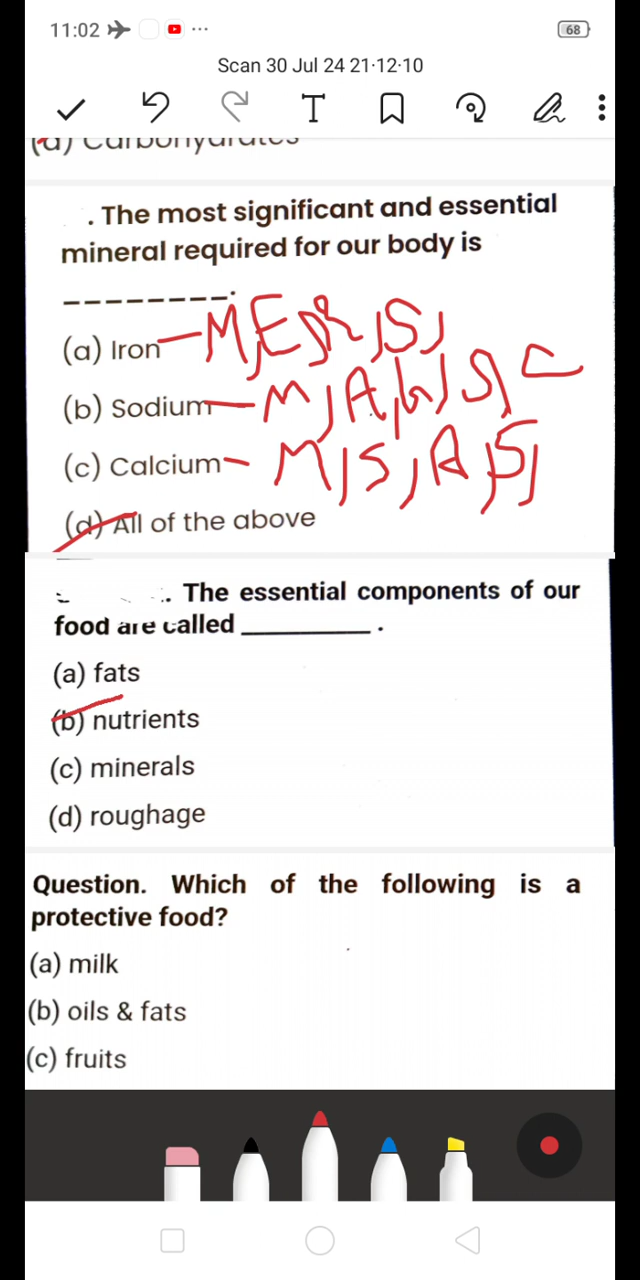 11:02
68
Scan 30 Jul 24 21·12·10
T
(d) Carbohydrates
. The most significant and essential
mineral required for our body is
________.
(a) Iron
(b) Sodium
(c) Calcium
(d) All of the above
.. The essential components of our
food are called __________ .
(a) fats
(b) nutrients
(c) minerals
(d) roughage
Question. Which of the following is a
protective food?
(a) milk
(b) oils & fats
(c) fruits